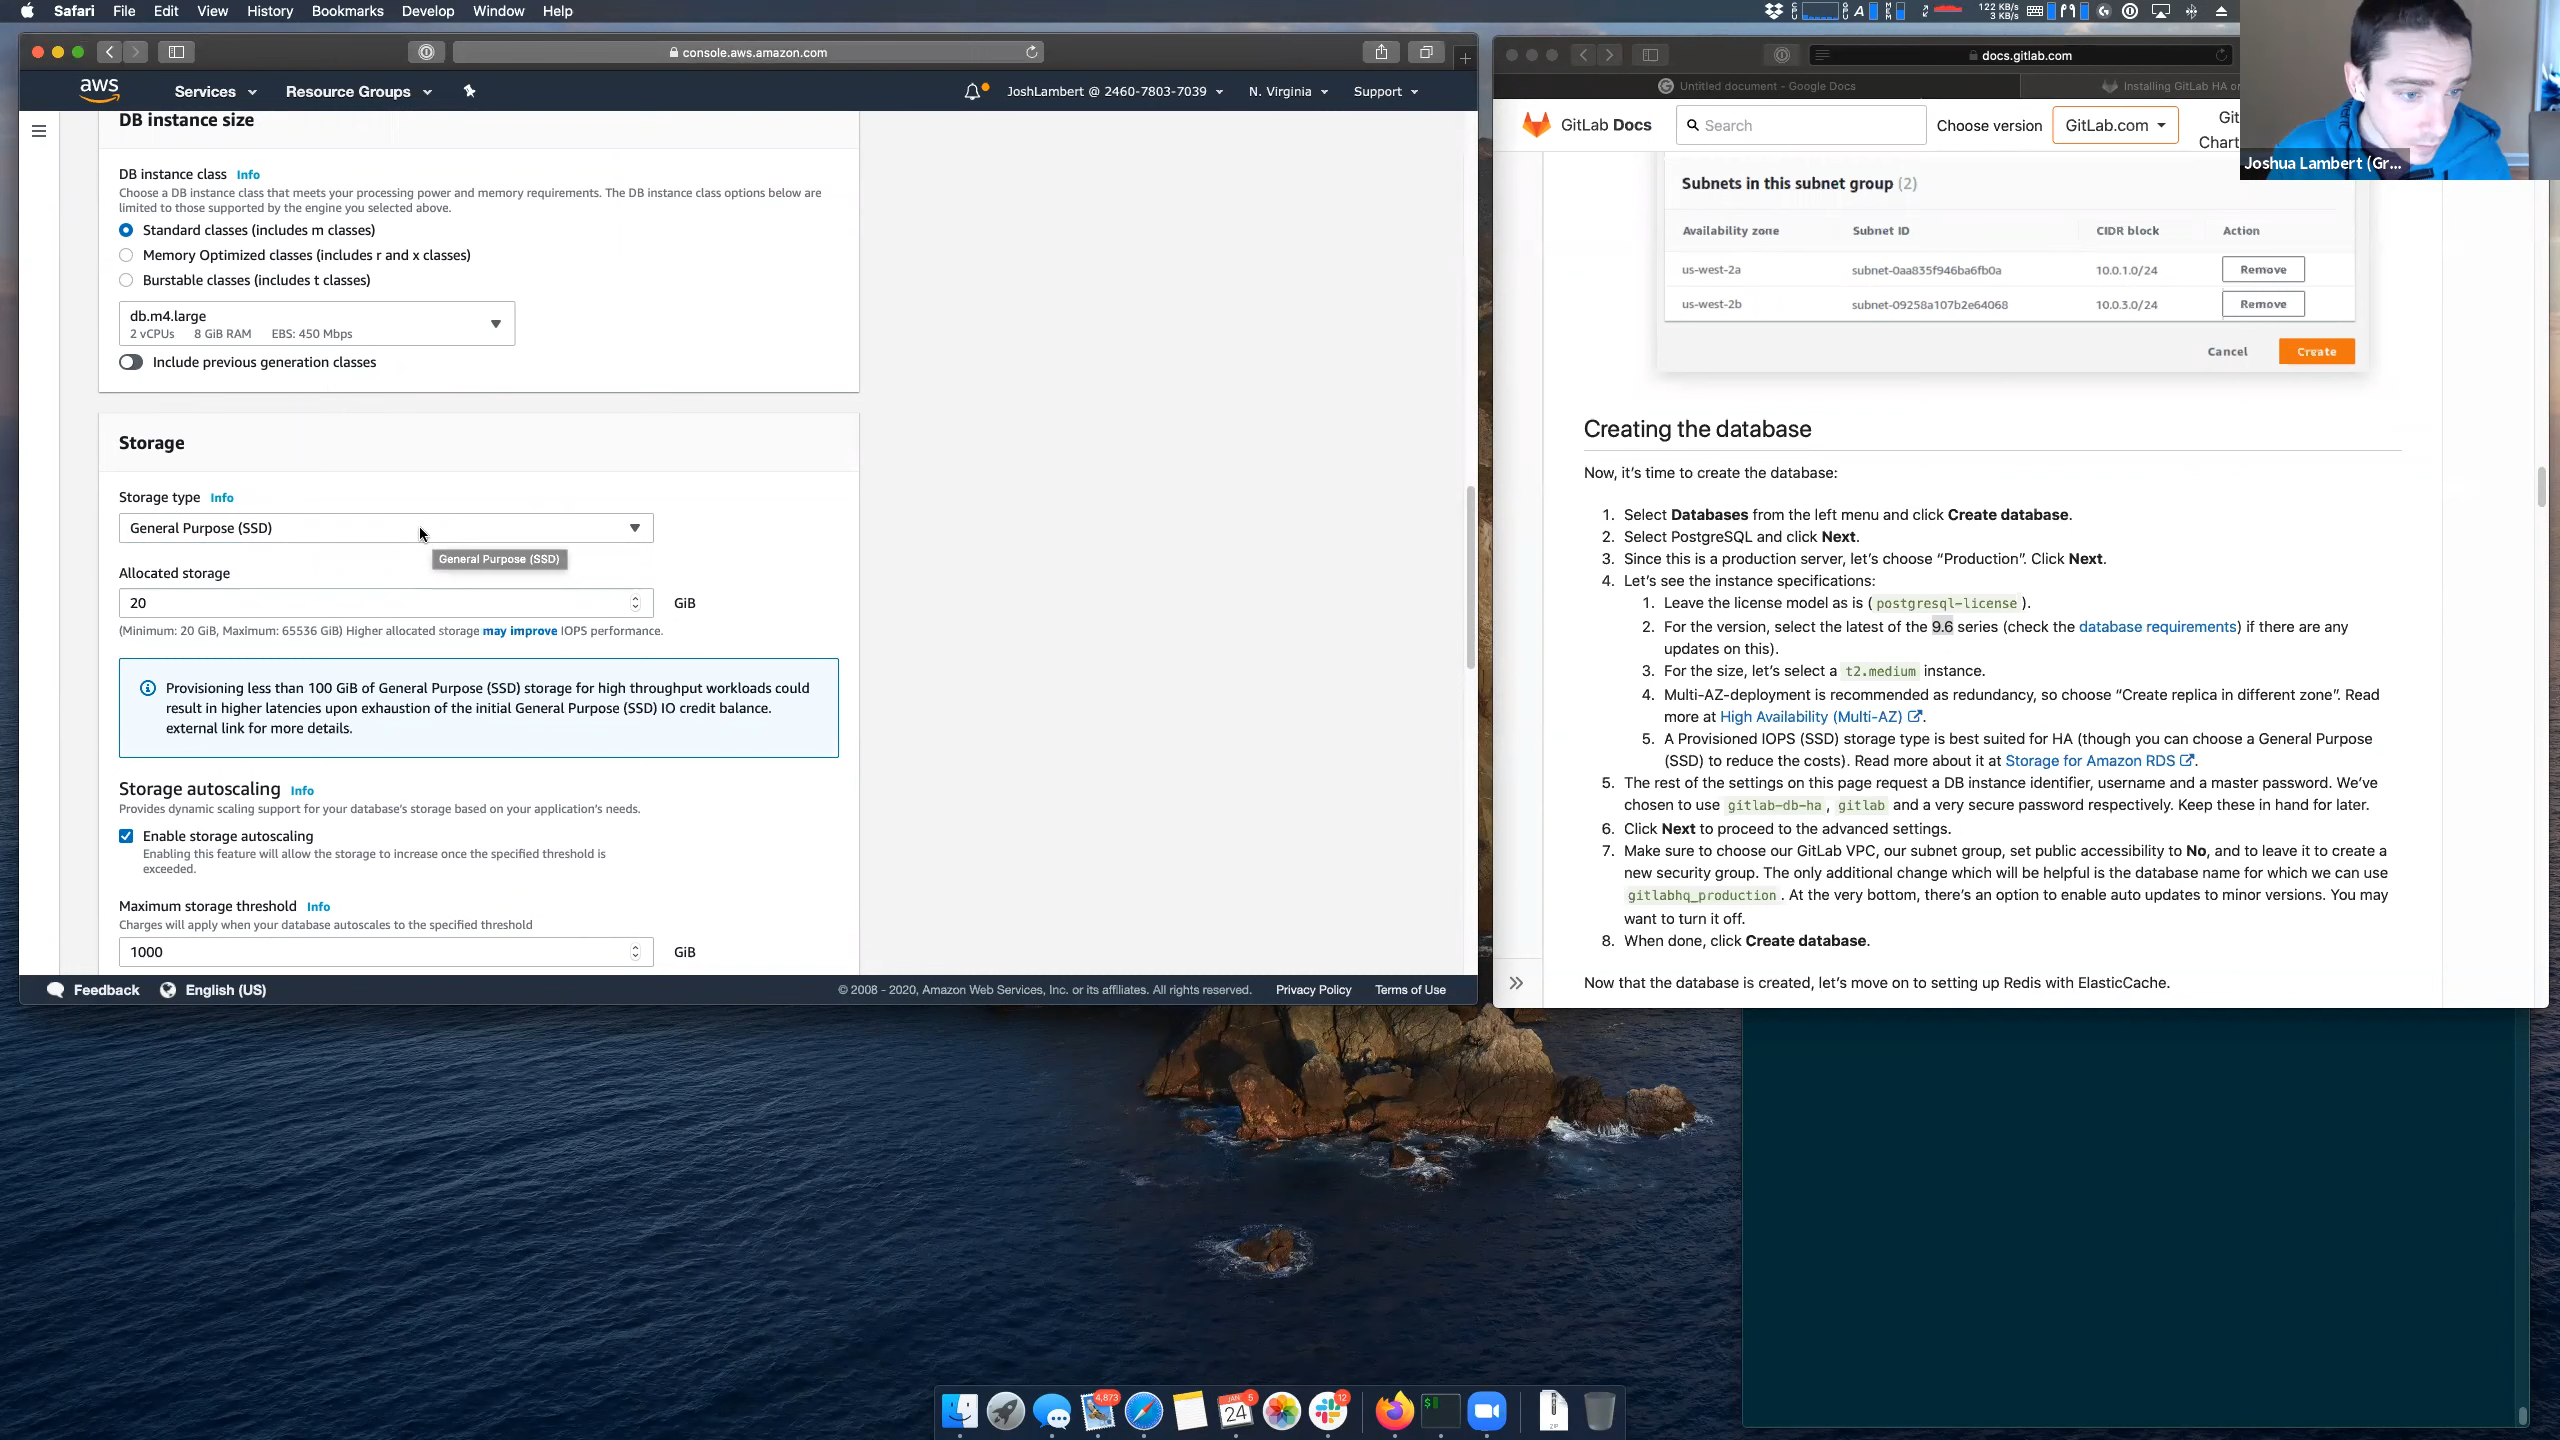 Safari File Edit View History Bookmarks Develop Window Help
122 KB/s
3 KB/s
console.aws.amazon.com
aws Services Resource Groups JoshLambert @ 2460-7803-7039 N. Virginia Support
DB instance size
DB instance class Info
Choose a DB instance class that meets your processing power and memory requirements. The DB instance class options below are
limited to those supported by the engine you selected above.
Standard classes (includes m classes)
Memory Optimized classes (includes r and x classes)
Burstable classes (includes t classes)
db.m4.large
2 vCPUs 8 GiB RAM EBS: 450 Mbps
Include previous generation classes
Storage
Storage type Info
General Purpose (SSD)
General Purpose (SSD)
Allocated storage
20 GiB
(Minimum: 20 GiB, Maximum: 65536 GiB) Higher allocated storage may improve IOPS performance.
Provisioning less than 100 GiB of General Purpose (SSD) storage for high throughput workloads could
result in higher latencies upon exhaustion of the initial General Purpose (SSD) IO credit balance.
external link for more details.
Storage autoscaling Info
Provides dynamic scaling support for your database's storage based on your application's needs.
Enable storage autoscaling
Enabling this feature will allow the storage to increase once the specified threshold is
exceeded.
Maximum storage threshold Info
Charges will apply when your database autoscales to the specified threshold
1000 GiB
Feedback English (US) © 2008 - 2020, Amazon Web Services, Inc. or its affiliates. All rights reserved. Privacy Policy Terms of Use
docs.gitlab.com
Untitled document - Google Docs Installing GitLab HA
GitLab Docs Search Choose version GitLab.com Git
Chart
Joshua Lambert (Gr...
Subnets in this subnet group (2)
Availability zone Subnet ID CIDR block Action
us-west-2a subnet-0aa835f946ba6fb0a 10.0.1.0/24 Remove
us-west-2b subnet-09258a107b2e64068 10.0.3.0/24 Remove
Cancel Create
Creating the database
Now, it's time to create the database:
1. Select Databases from the left menu and click Create database.
2. Select PostgreSQL and click Next.
3. Since this is a production server, let's choose “Production”. Click Next.
4. Let's see the instance specifications:
1. Leave the license model as is ( postgresql-license ).
2. For the version, select the latest of the 9.6 series (check the database requirements) if there are any
updates on this).
3. For the size, let's select a t2.medium instance.
4. Multi-AZ-deployment is recommended as redundancy, so choose “Create replica in different zone”. Read
more at High Availability (Multi-AZ).
5. A Provisioned IOPS (SSD) storage type is best suited for HA (though you can choose a General Purpose
(SSD) to reduce the costs). Read more about it at Storage for Amazon RDS.
5. The rest of the settings on this page request a DB instance identifier, username and a master password. We've
chosen to use gitlab-db-ha, gitlab and a very secure password respectively. Keep these in hand for later.
6. Click Next to proceed to the advanced settings.
7. Make sure to choose our GitLab VPC, our subnet group, set public accessibility to No, and to leave it to create a
new security group. The only additional change which will be helpful is the database name for which we can use
gitlabhq_production. At the very bottom, there's an option to enable auto updates to minor versions. You may
want to turn it off.
8. When done, click Create database.
Now that the database is created, let's move on to setting up Redis with ElasticCache.
4,873 JAN 24 5 12 $
ZIP